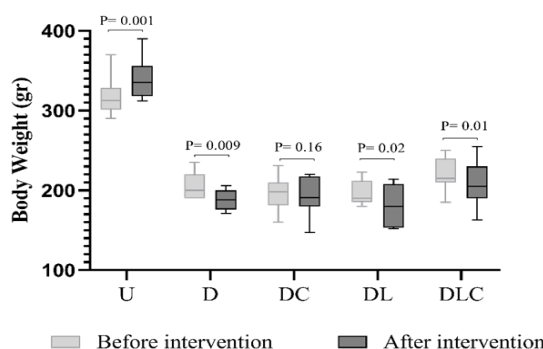 P= 0.001
400
300
200
100
Body Weight (gr)
P= 0.009
P= 0.16
P= 0.02
P= 0.01
U D DC DL DLC
Before intervention After intervention